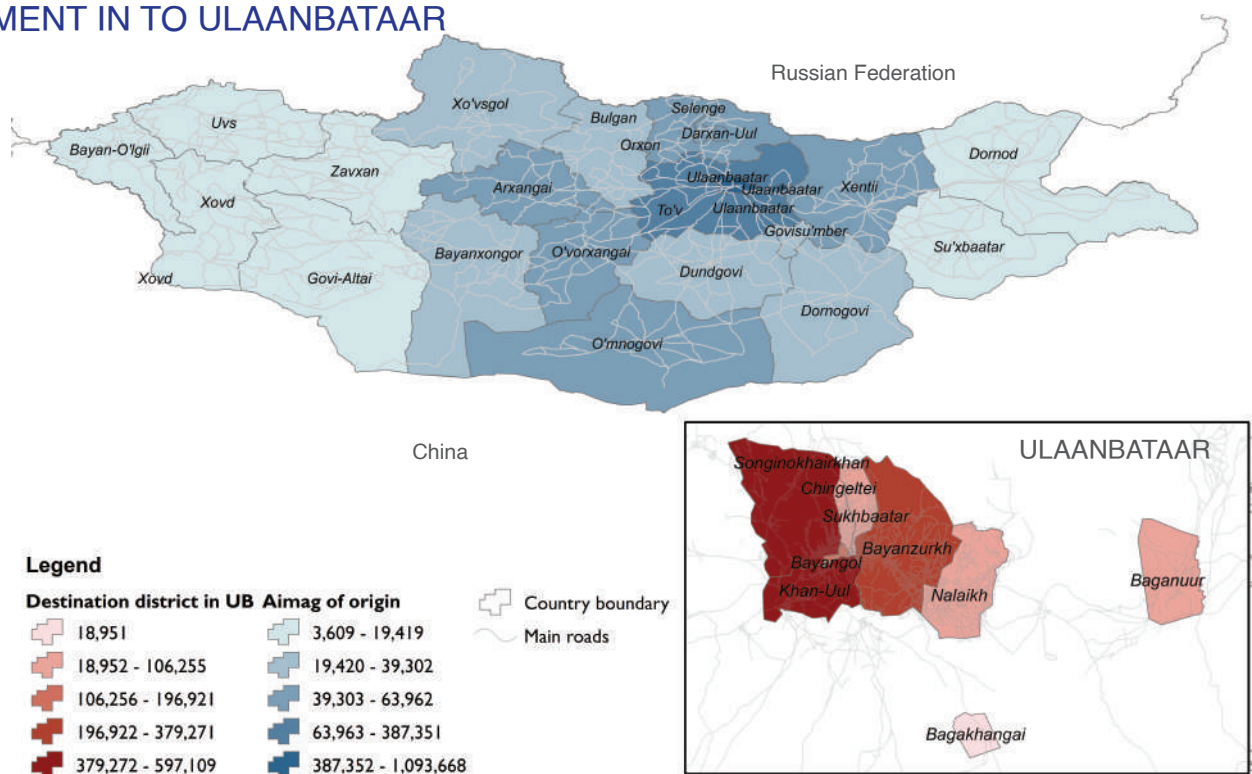 MENT IN TO ULAANBATAAR
Russian Federation
Xo'vsgol
Bulgan
Selenge
Uvs
Orxon
Darxan-Uul
Bayan-O'lgii
Dornod
Zavxan
Arxangai
Ulaanbaatar
Ulaanbaatar
Xentii
Xovd
To'v
Ulaanbaatar
Govisu'mber
Bayanxongor
O'vorxangai
Su'xbaatar
Xovd
Govi-Altai
Dundgovi
Dornogovi
O'mnogovi
China
ULAANBATAAR
Songinokhairkhan
Chingeltei
Sukhbaatar
Bayanzurkh
Bayangol
Khan-Uul
Nalaikh
Baganuur
Bagakhangai
Legend
Destination district in UB Aimag of origin
18,951 3,609 - 19,419
18,952 - 106,255 19,420 - 39,302
106,256 - 196,921 39,303 - 63,962
196,922 - 379,271 63,963 - 387,351
379,272 - 597,109 387,352 - 1,093,668
Country boundary
Main roads